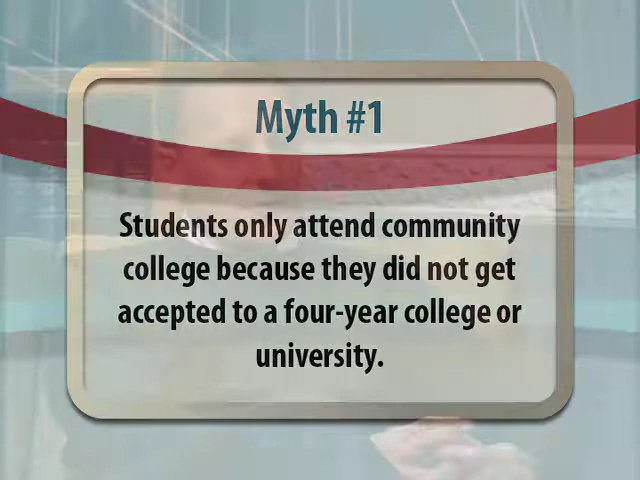 Myth #1
Students only attend community
college because they did not get
accepted to a four-year college or
university.